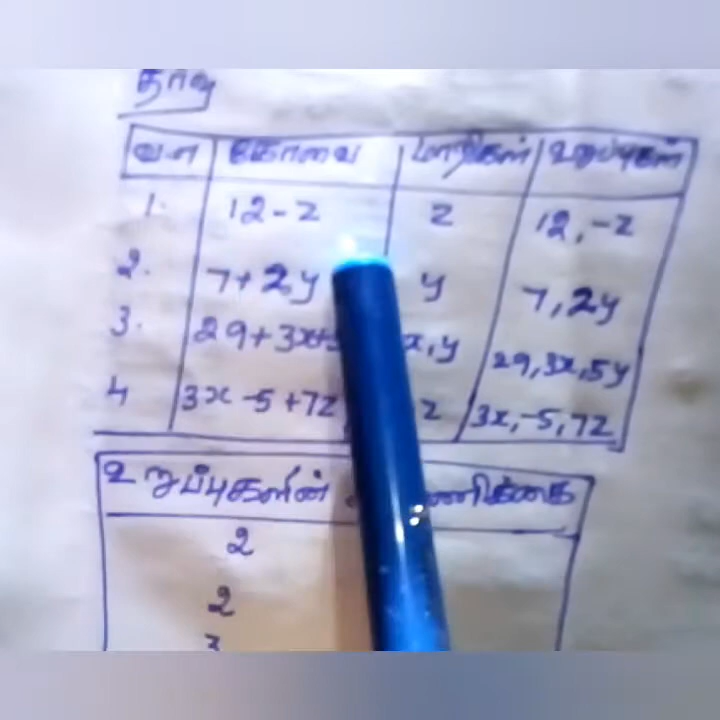 தீர்வு
வ.எ கோவை மாறிகள் உறுப்புகள்
1. 12-z z 12, -z
2. 7+2y y 7, 2y
3. 29+3x+ x, y 29, 3x, 5y
4 3x-5+7z z 3x, -5, 7z
உறுப்புகளின்
2
2
3